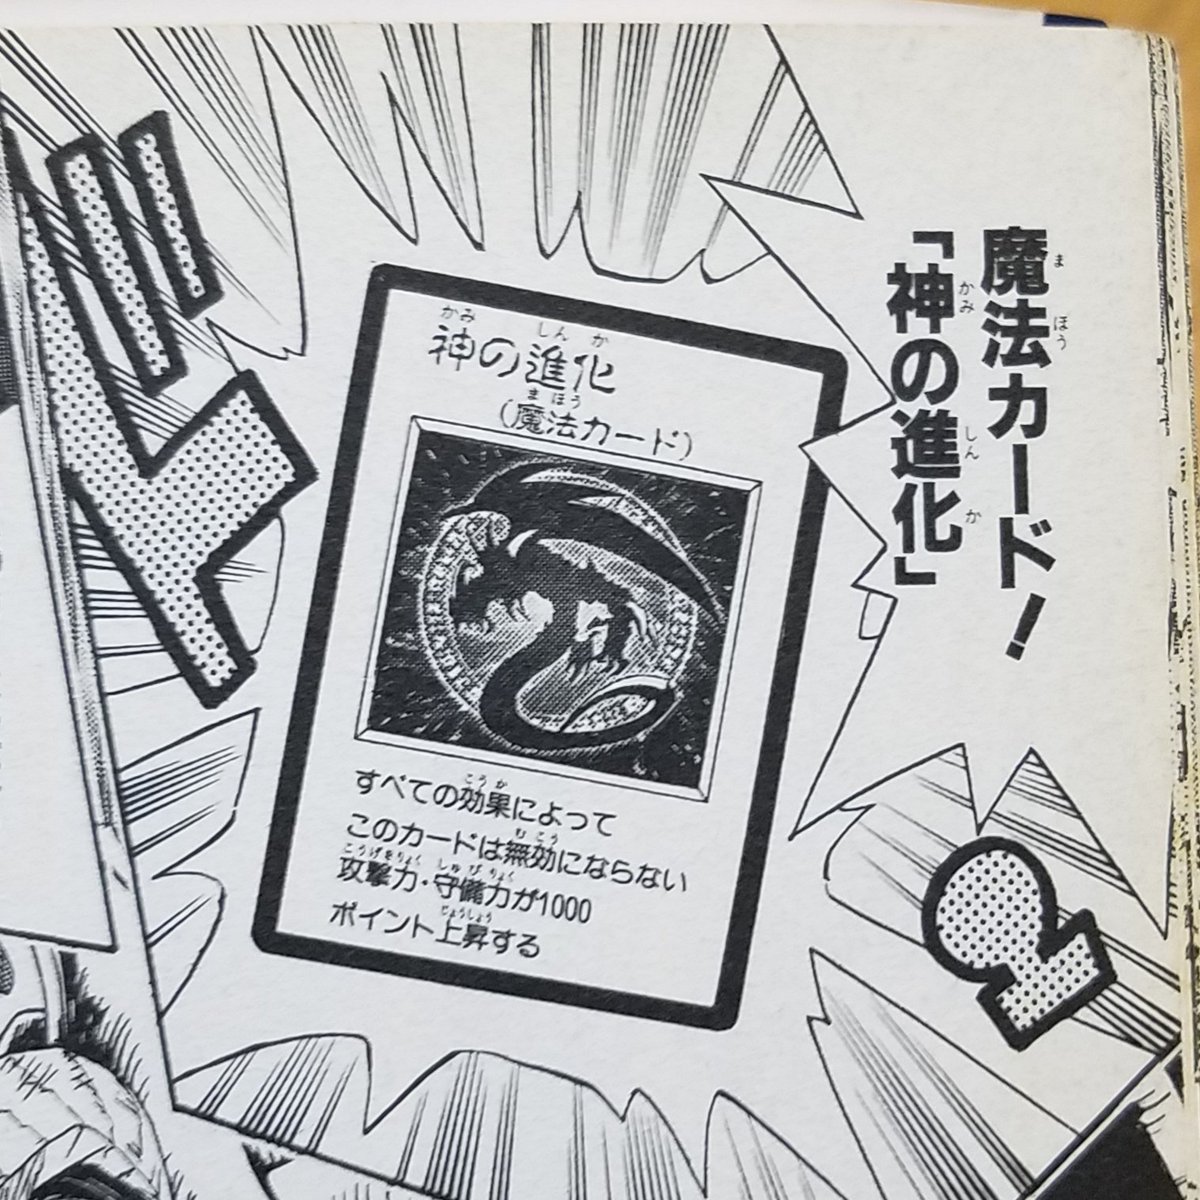 魔法カード!
「神の進化」
神の進化
(魔法カード)
すべての効果によって
このカードは無効にならない
攻撃力・守備力が1000
ポイント上昇する